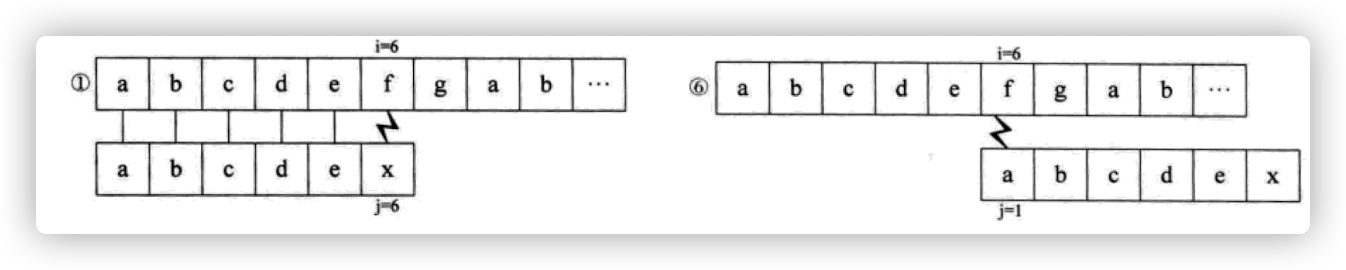 i=6
① a b c d e f g a b ...
a b c d e x
j=6
i=6
⑥ a b c d e f g a b ...
a b c d e x
j=1